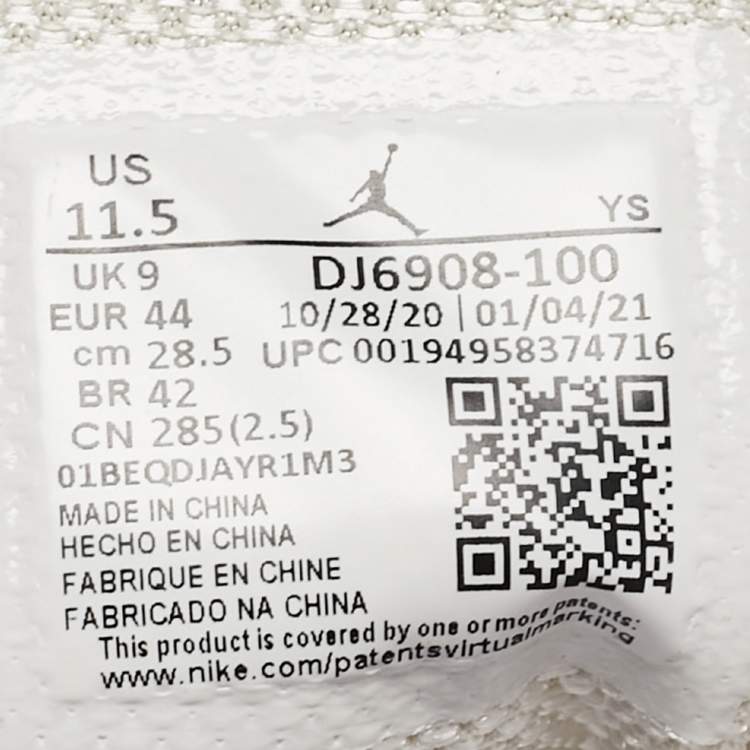 US
11.5
YS
UK 9
DJ6908-100
EUR 44
10/28/20 | 01/04/21
cm 28.5
UPC 00194958374716
BR 42
CN 285(2.5)
01BEQDJAYR1M3
MADE IN CHINA
HECHO EN CHINA
FABRIQUE EN CHINE
FABRICADO NA CHINA
This product is covered by one or more patents:
www.nike.com/patentsvirtualmarking